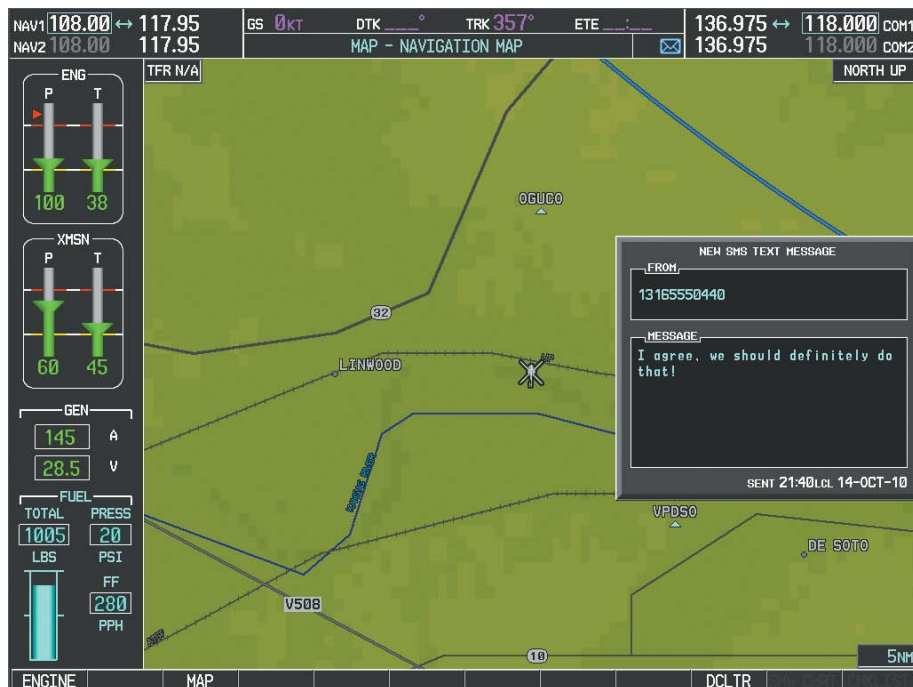 NAV1 108.00 ↔ 117.95
NAV2 108.00 117.95
GS 0KT DTK ___° TRK 357° ETE __:__
MAP - NAVIGATION MAP
136.975 ↔ 118.000 COM1
136.975 118.000 COM2
ENG
P T
100 38
XMSN
P T
60 45
GEN
145 A
28.5 V
FUEL
TOTAL PRESS
1005 20
LBS PSI
FF
280
PPH
TFR N/A
NORTH UP
OGUCO
32
LINWOOD
UP
V508
VPDSO
DE SOTO
10
5NM
NEW SMS TEXT MESSAGE
FROM
13165550440
MESSAGE
I agree, we should definitely do
that!
SENT 21:40LCL 14-OCT-10
ENGINE MAP DCLTR SHW CHRT CHKLIST